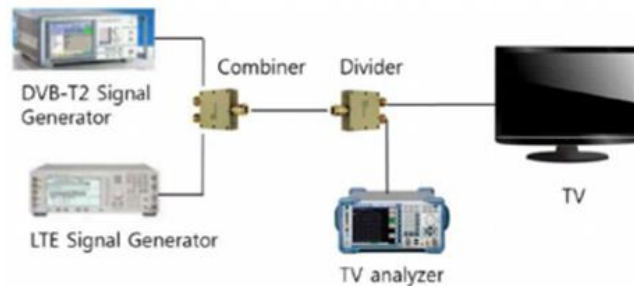 Combiner
Divider
DVB-T2 Signal
Generator
LTE Signal Generator
TV
TV analyzer